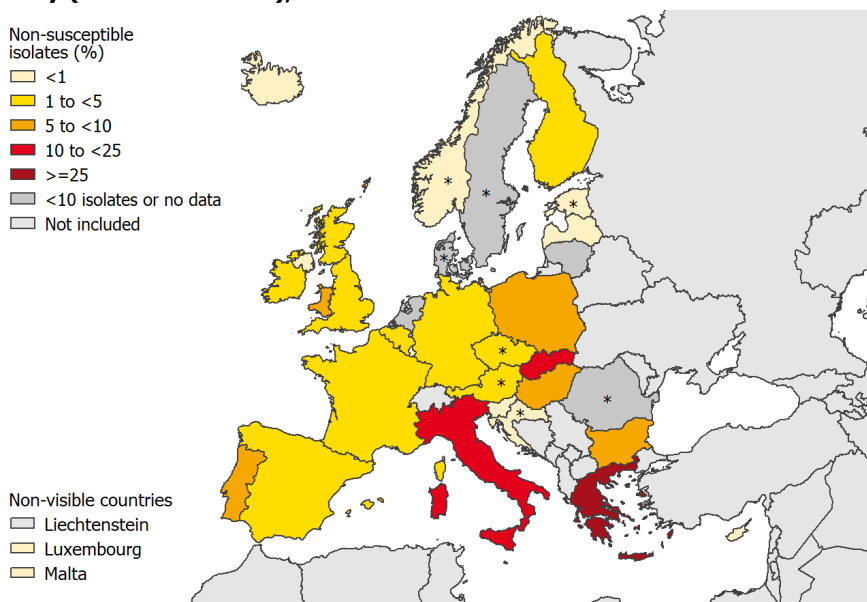 Non-susceptible
isolates (%)
<1
1 to <5
5 to <10
10 to <25
>=25
<10 isolates or no data
Not included
*
*
*
*
*
*
*
*
Non-visible countries
Liechtenstein
Luxembourg
Malta